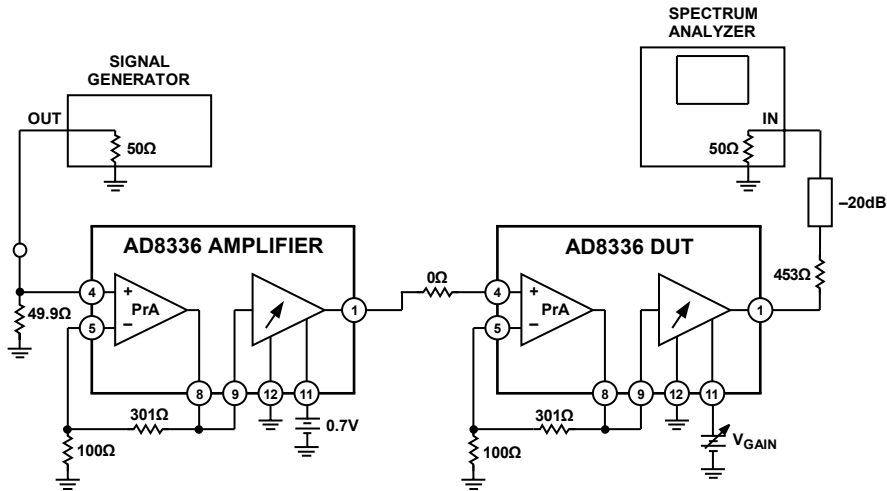 SPECTRUM
ANALYZER
SIGNAL
GENERATOR
OUT
50Ω
IN
50Ω
–20dB
453Ω
AD8336 AMPLIFIER
4
+
PrA
5
–
49.9Ω
1
8
9
12
11
301Ω
100Ω
0.7V
0Ω
AD8336 DUT
4
+
PrA
5
–
1
8
9
12
11
301Ω
100Ω
VGAIN